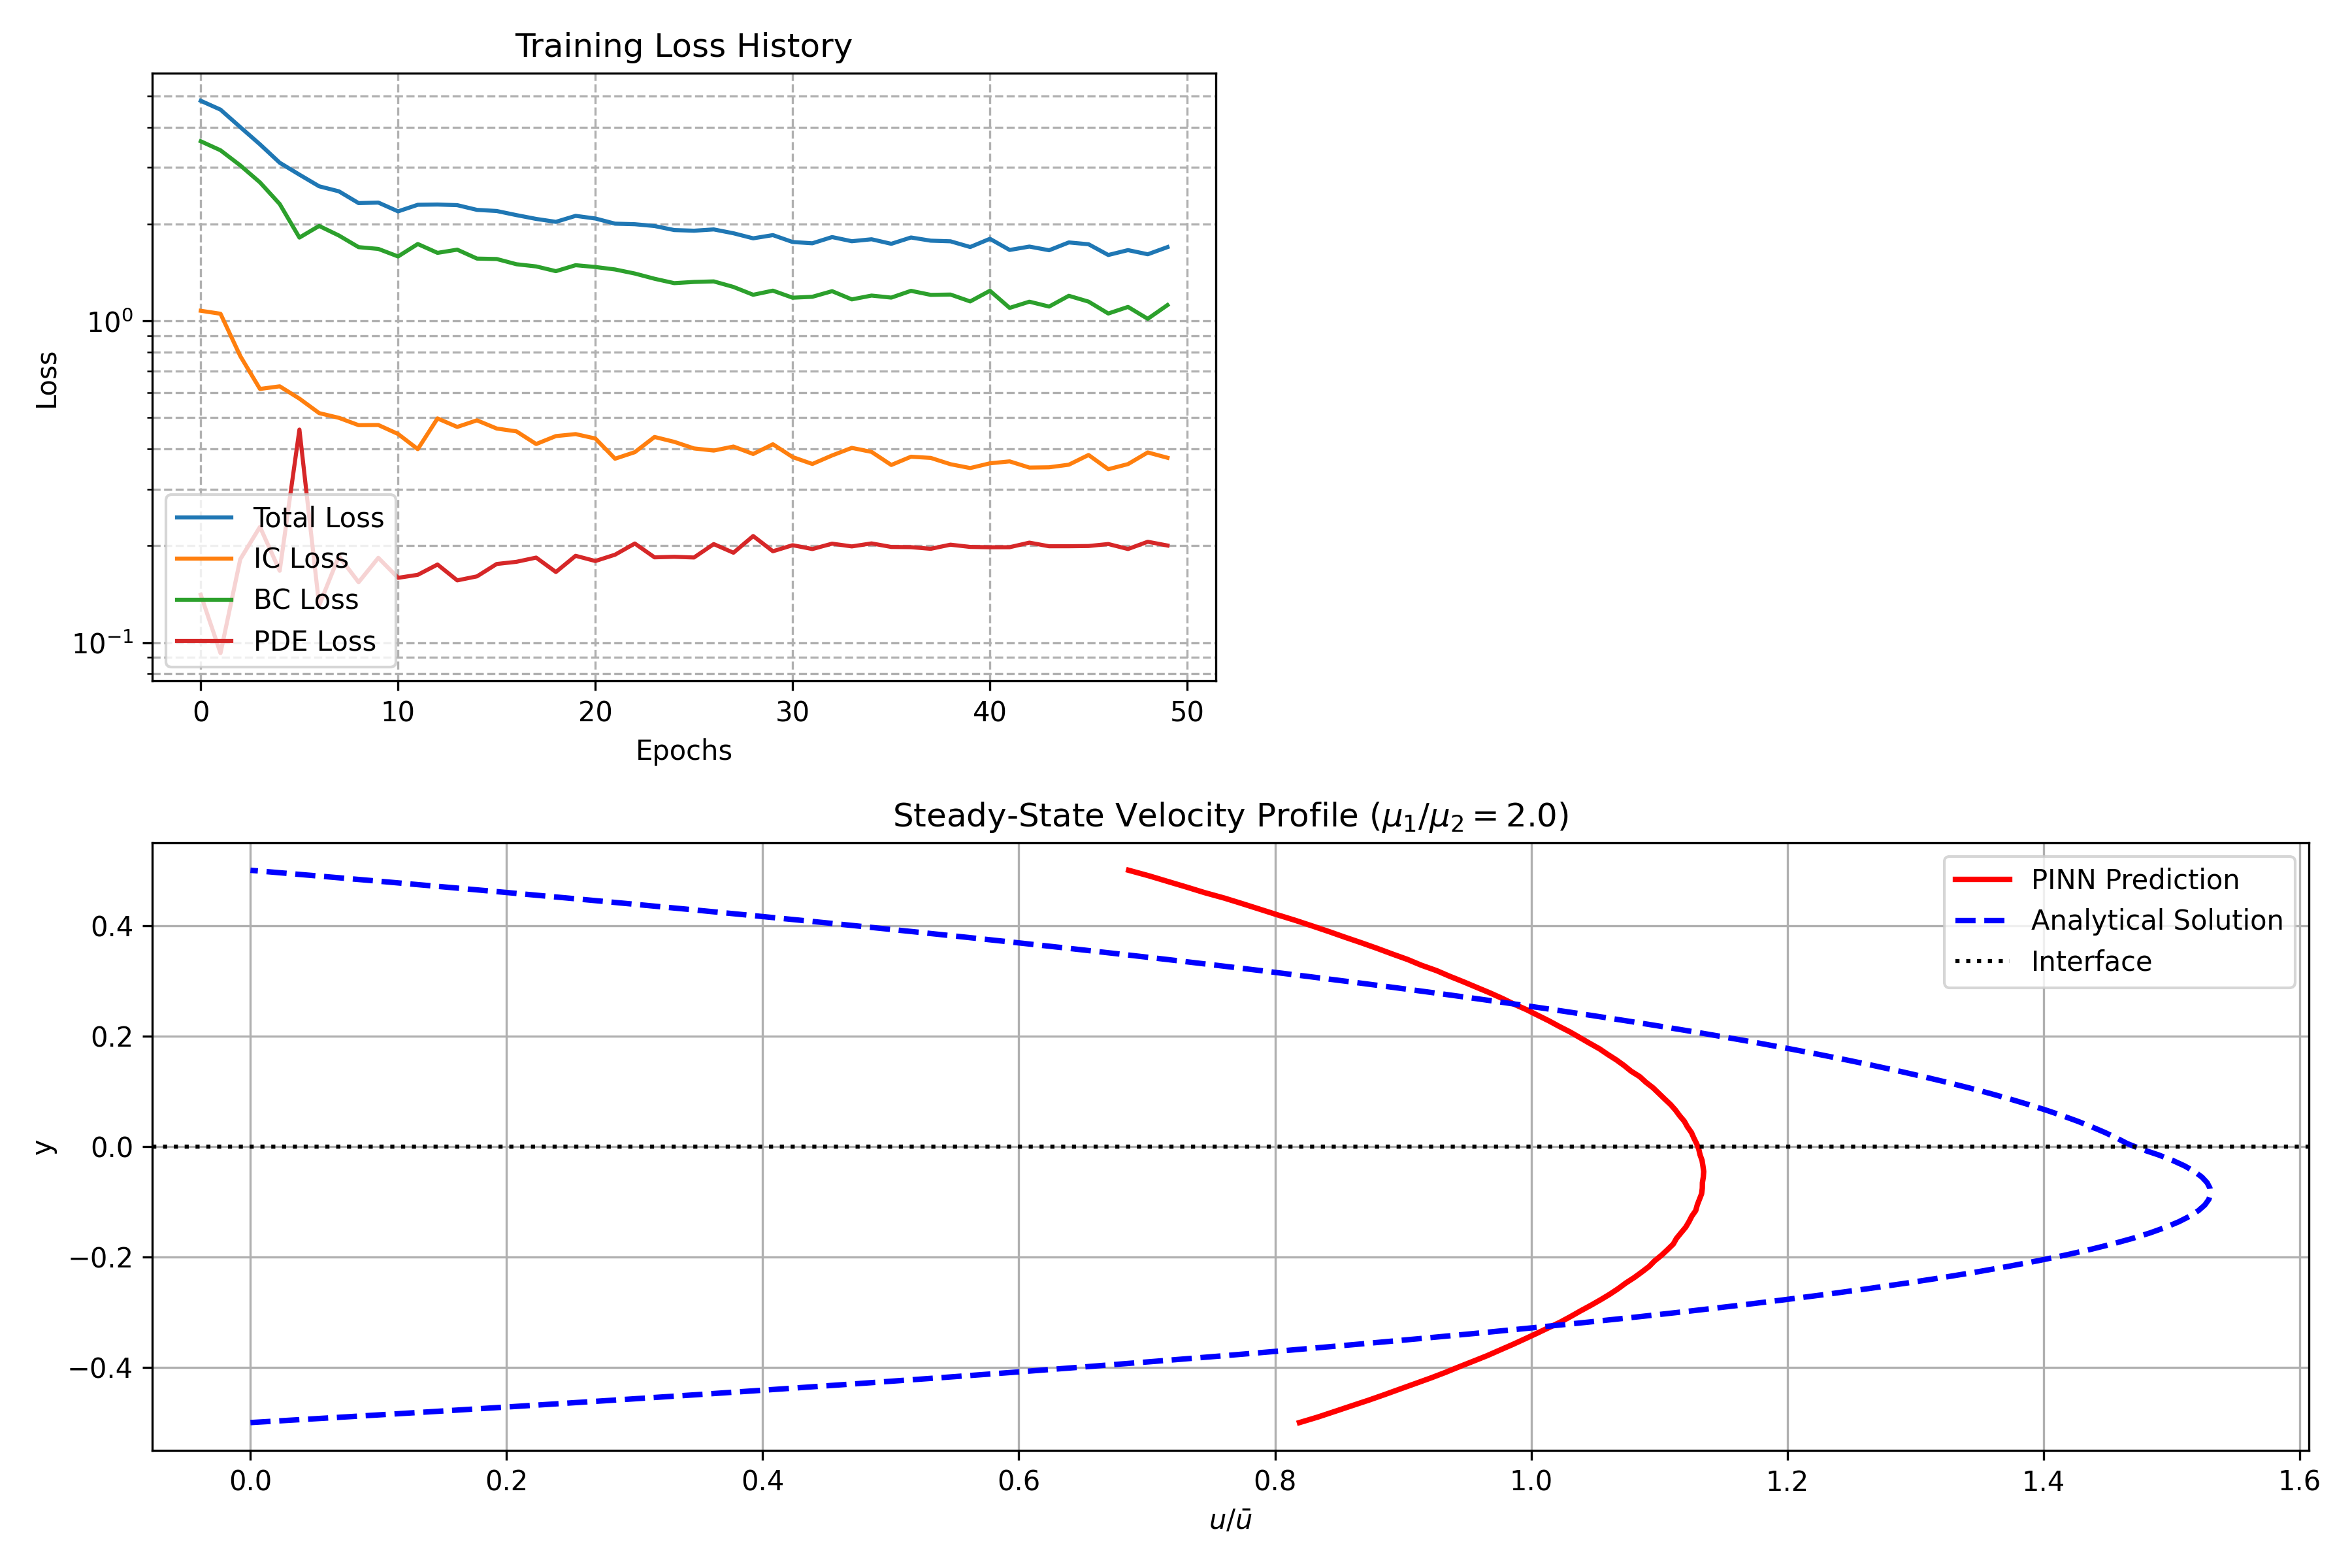 Training Loss History
Loss
10⁰
10⁻¹
Total Loss
IC Loss
BC Loss
PDE Loss
0 10 20 30 40 50
Epochs
Steady-State Velocity Profile (μ₁/μ₂ = 2.0)
y
0.4
0.2
0.0
−0.2
−0.4
PINN Prediction
Analytical Solution
Interface
0.0 0.2 0.4 0.6 0.8 1.0 1.2 1.4 1.6
u/ū